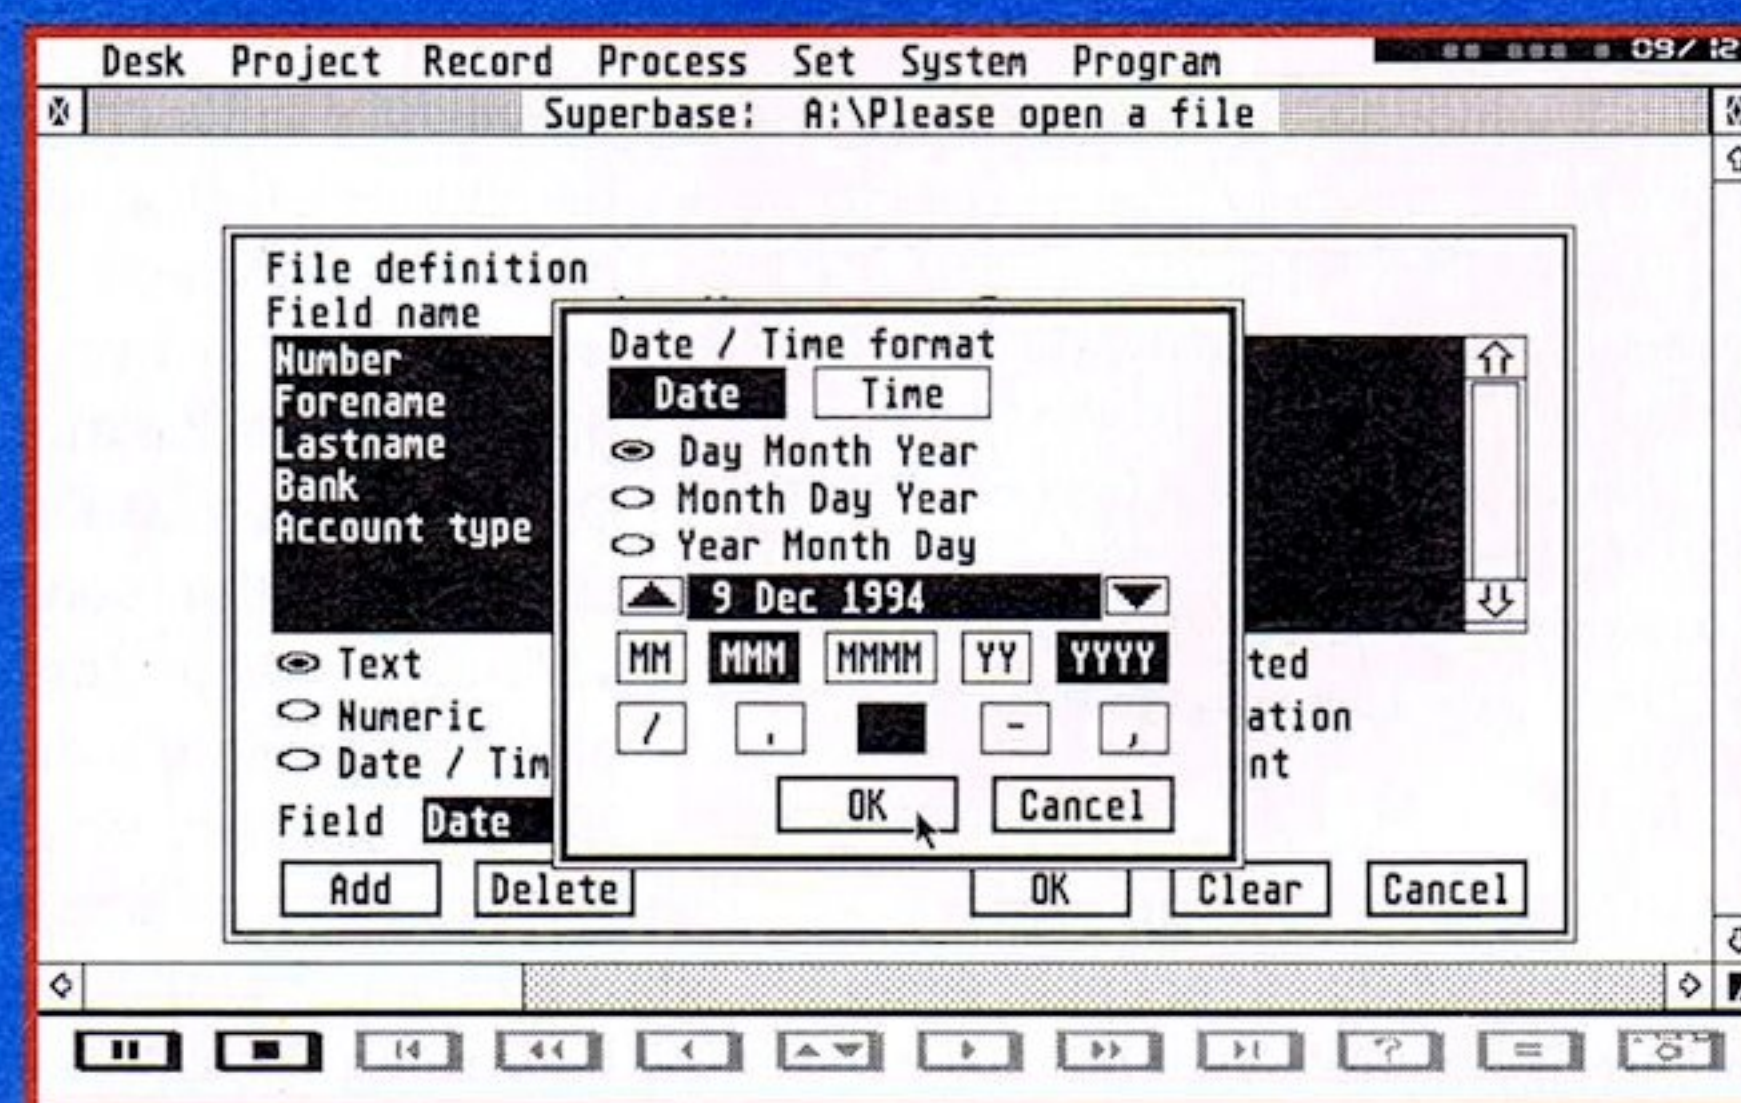 Desk Project Record Process Set System Program 09/12
Superbase: A:\Please open a file
File definition
Field name
Number
Forename
Lastname
Bank
Account type
Text
Numeric
Date / Tim
Field Date
Add Delete OK Clear Cancel
Date / Time format
Date Time
Day Month Year
Month Day Year
Year Month Day
9 Dec 1994
MM MMM MMMM YY YYYY
/ . - ,
OK Cancel
ted
ation
nt